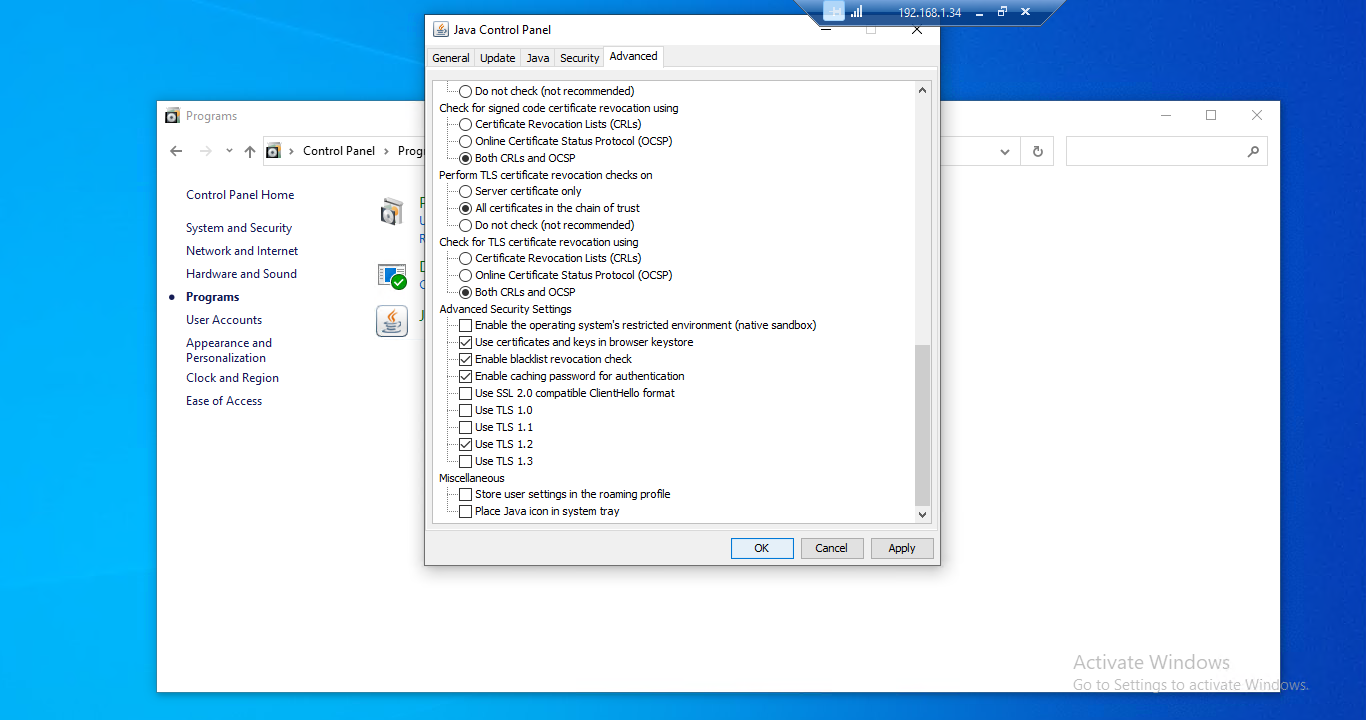 192.168.1.34
Java Control Panel
General Update Java Security Advanced
Do not check (not recommended)
Check for signed code certificate revocation using
Certificate Revocation Lists (CRLs)
Online Certificate Status Protocol (OCSP)
Both CRLs and OCSP
Perform TLS certificate revocation checks on
Server certificate only
All certificates in the chain of trust
Do not check (not recommended)
Check for TLS certificate revocation using
Certificate Revocation Lists (CRLs)
Online Certificate Status Protocol (OCSP)
Both CRLs and OCSP
Advanced Security Settings
Enable the operating system's restricted environment (native sandbox)
Use certificates and keys in browser keystore
Enable blacklist revocation check
Enable caching password for authentication
Use SSL 2.0 compatible ClientHello format
Use TLS 1.0
Use TLS 1.1
Use TLS 1.2
Use TLS 1.3
Miscellaneous
Store user settings in the roaming profile
Place Java icon in system tray
OK Cancel Apply
Programs
Control Panel
Control Panel Home
System and Security
Network and Internet
Hardware and Sound
Programs
User Accounts
Appearance and
Personalization
Clock and Region
Ease of Access
Activate Windows
Go to Settings to activate Windows.